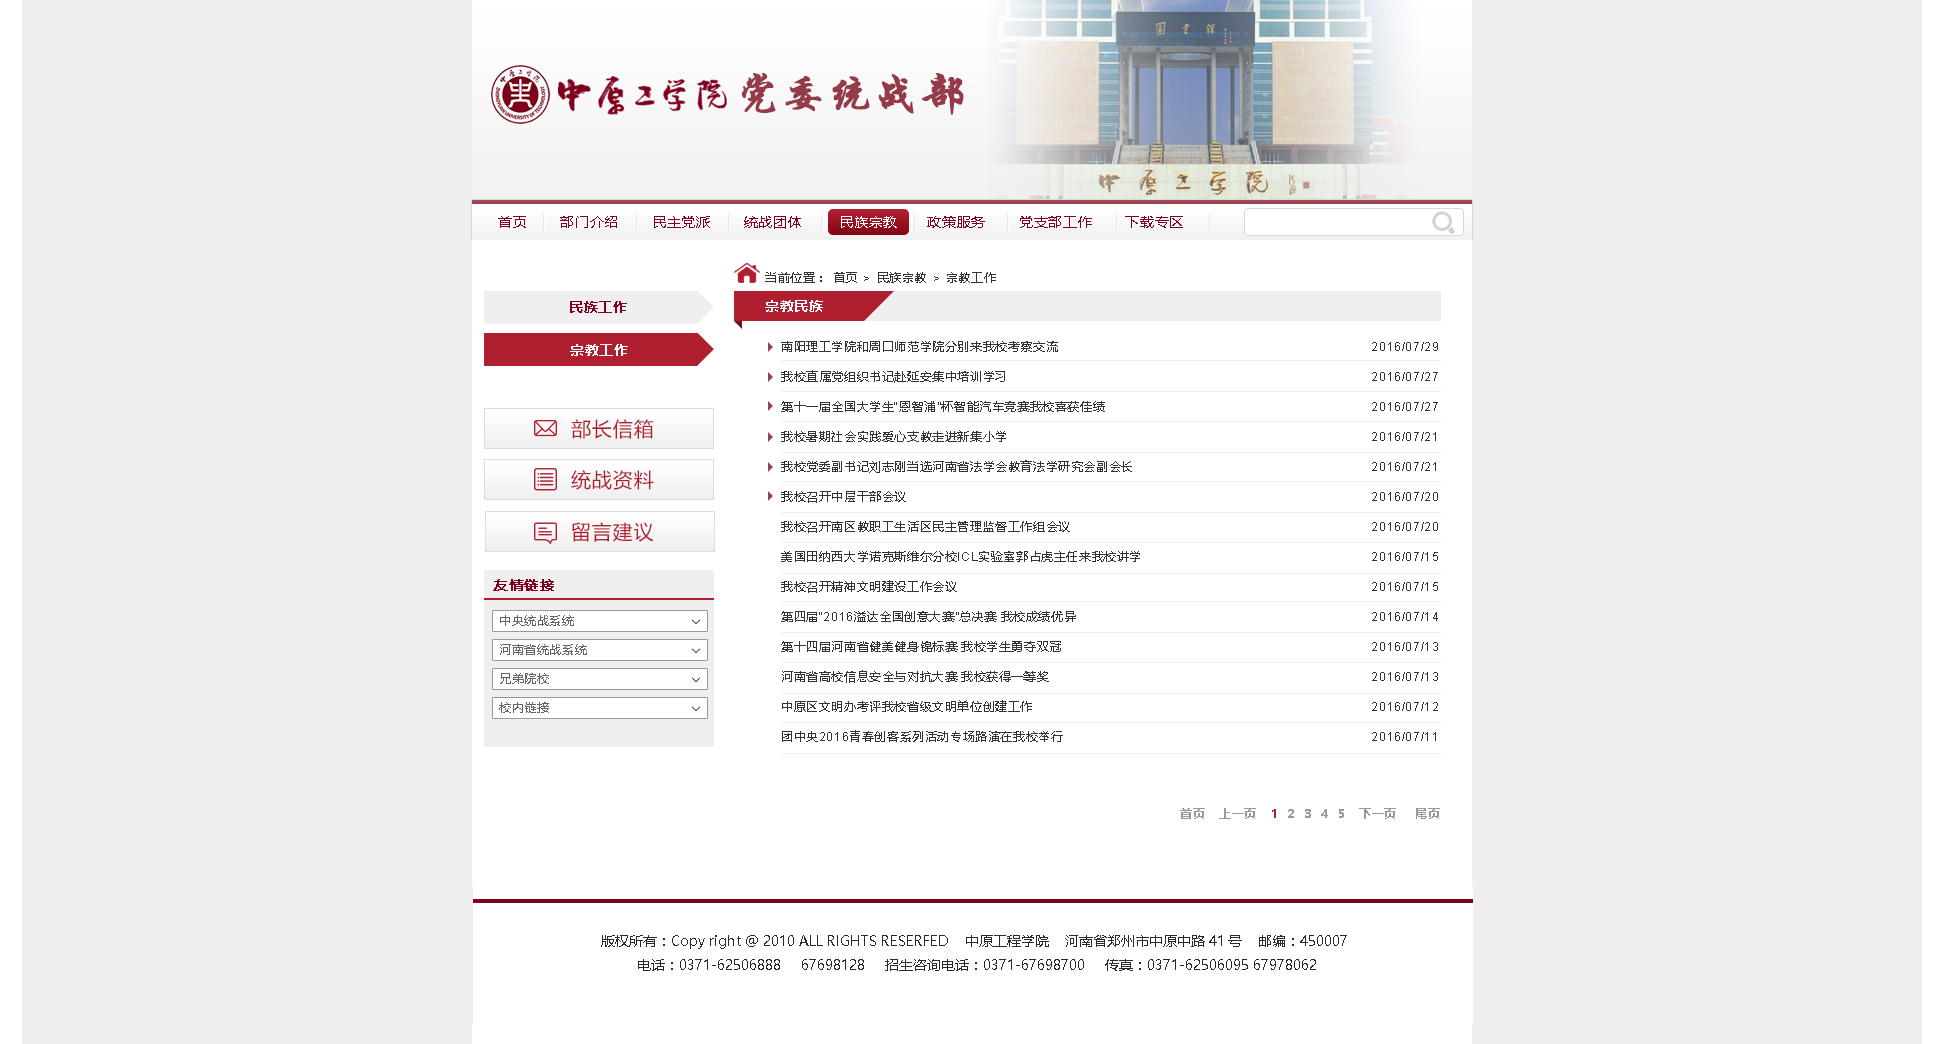 图书馆
中原工学院 党委统战部
ZHONGYUAN UNIVERSITY OF TECHNOLOGY
中原工学院
首页 部门介绍 民主党派 统战团体 民族宗教 政策服务 党支部工作 下载专区
当前位置： 首页 » 民族宗教 » 宗教工作
民族工作
宗教工作
部长信箱
统战资料
留言建议
友情链接
中央统战系统
河南省统战系统
兄弟院校
校内链接
宗教民族
南阳理工学院和周口师范学院分别来我校考察交流 2016/07/29
我校直属党组织书记赴延安集中培训学习 2016/07/27
第十一届全国大学生"恩智浦"杯智能汽车竞赛我校喜获佳绩 2016/07/27
我校暑期社会实践爱心支教走进新集小学 2016/07/21
我校党委副书记刘志刚当选河南省法学会教育法学研究会副会长 2016/07/21
我校召开中层干部会议 2016/07/20
我校召开南区教职工生活区民主管理监督工作组会议 2016/07/20
美国田纳西大学诺克斯维尔分校ICL实验室郭占虎主任来我校讲学 2016/07/15
我校召开精神文明建设工作会议 2016/07/15
第四届"2016溢达全国创意大赛"总决赛 我校成绩优异 2016/07/14
第十四届河南省健美健身锦标赛 我校学生勇夺双冠 2016/07/13
河南省高校信息安全与对抗大赛 我校获得一等奖 2016/07/13
中原区文明办考评我校省级文明单位创建工作 2016/07/12
团中央2016青春创客系列活动专场路演在我校举行 2016/07/11
首页 上一页 1 2 3 4 5 下一页 尾页
版权所有：Copy right @ 2010 ALL RIGHTS RESERFED 中原工程学院 河南省郑州市中原中路 41 号 邮编：450007
电话：0371-62506888 67698128 招生咨询电话：0371-67698700 传真：0371-62506095 67978062